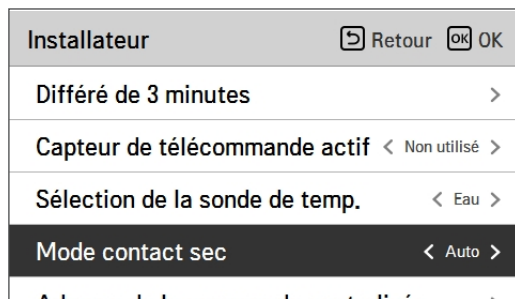 Installateur Retour OK OK
Différé de 3 minutes >
Capteur de télécommande actif < Non utilisé >
Sélection de la sonde de temp. < Eau >
Mode contact sec < Auto >